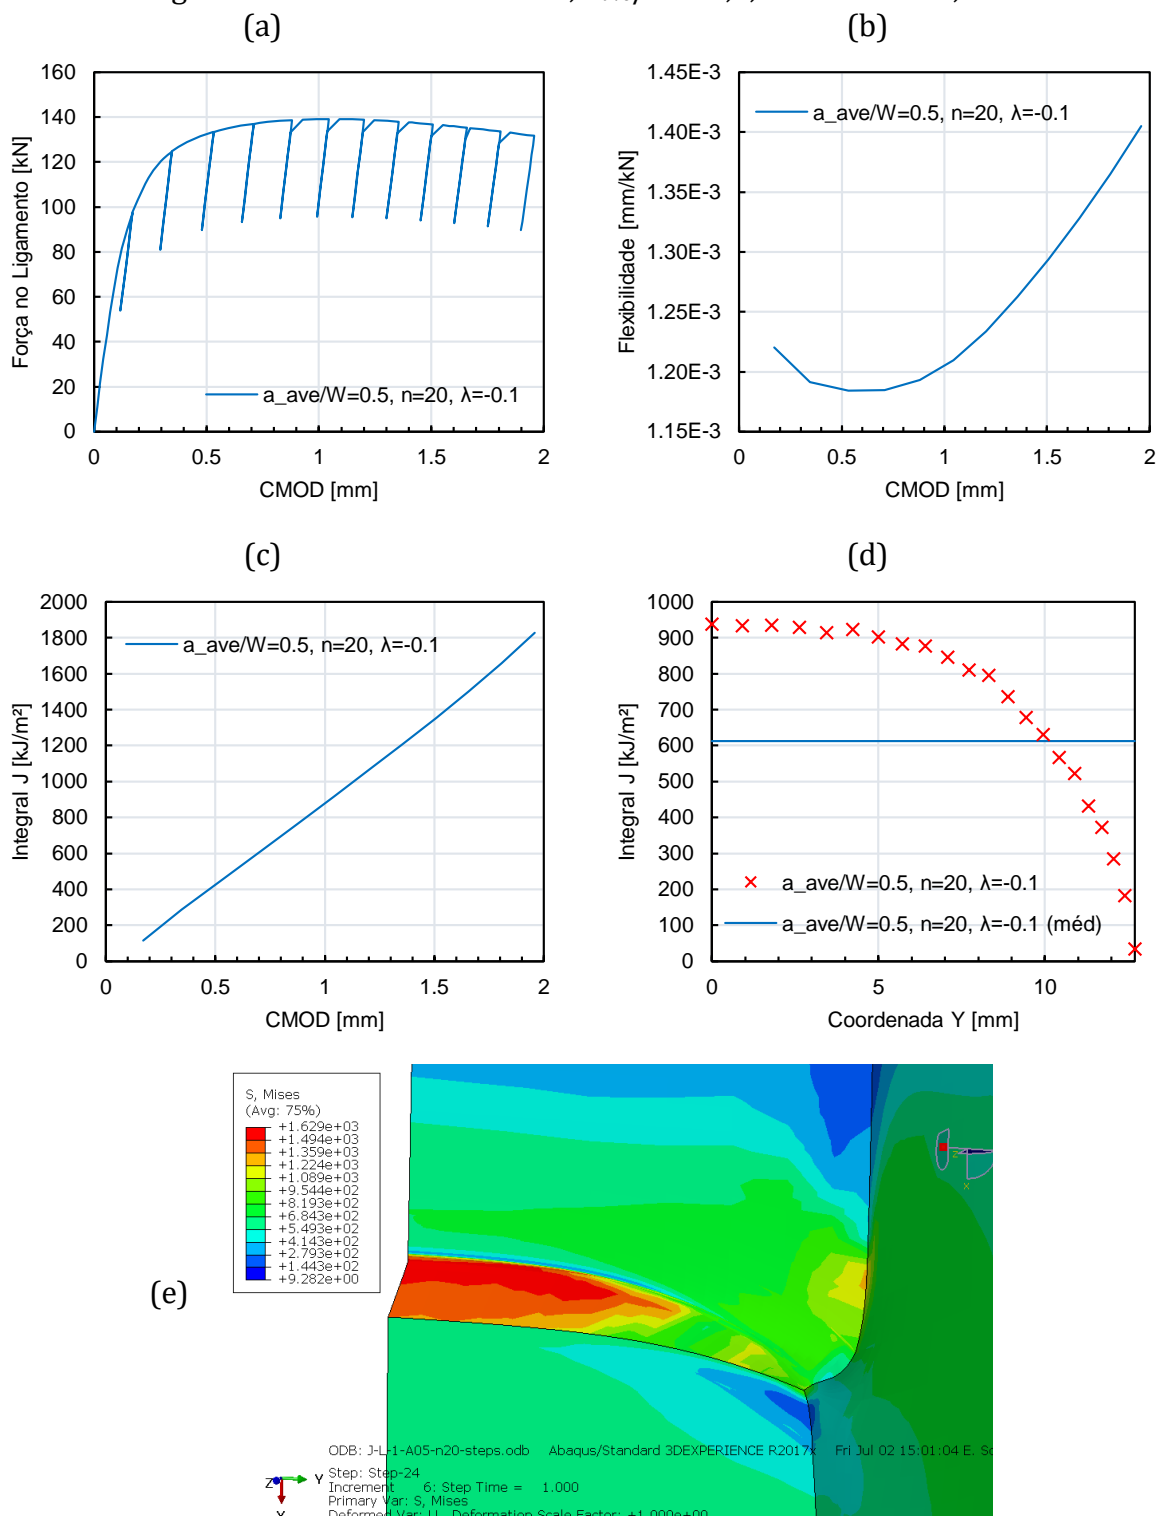 (a)
(b)
160
140
120
100
80
60
40
20
0
0
0.5
1
1.5
2
Força no Ligamento [kN]
CMOD [mm]
a_ave/W=0.5, n=20, λ=-0.1
1.45E-3
1.40E-3
1.35E-3
1.30E-3
1.25E-3
1.20E-3
1.15E-3
0
0.5
1
1.5
2
Flexibilidade [mm/kN]
CMOD [mm]
a_ave/W=0.5, n=20, λ=-0.1
(c)
(d)
2000
1800
1600
1400
1200
1000
800
600
400
200
0
0
0.5
1
1.5
2
Integral J [kJ/m²]
CMOD [mm]
a_ave/W=0.5, n=20, λ=-0.1
1000
900
800
700
600
500
400
300
200
100
0
0
5
10
Integral J [kJ/m²]
Coordenada Y [mm]
a_ave/W=0.5, n=20, λ=-0.1
a_ave/W=0.5, n=20, λ=-0.1 (méd)
(e)
S, Mises
(Avg: 75%)
+1.629e+03
+1.494e+03
+1.359e+03
+1.224e+03
+1.089e+03
+9.544e+02
+8.193e+02
+6.843e+02
+5.493e+02
+4.143e+02
+2.793e+02
+1.443e+02
+9.282e+00
Z
X
ODB: J-L-1-A05-n20-steps.odb Abaqus/Standard 3DEXPERIENCE R2017x Fri Jul 02 15:01:04 E.
Z Y
Step: Step-24
Increment 6: Step Time = 1.000
Primary Var: S, Mises
Deformed Var: U Deformation Scale Factor: +1.000e+00